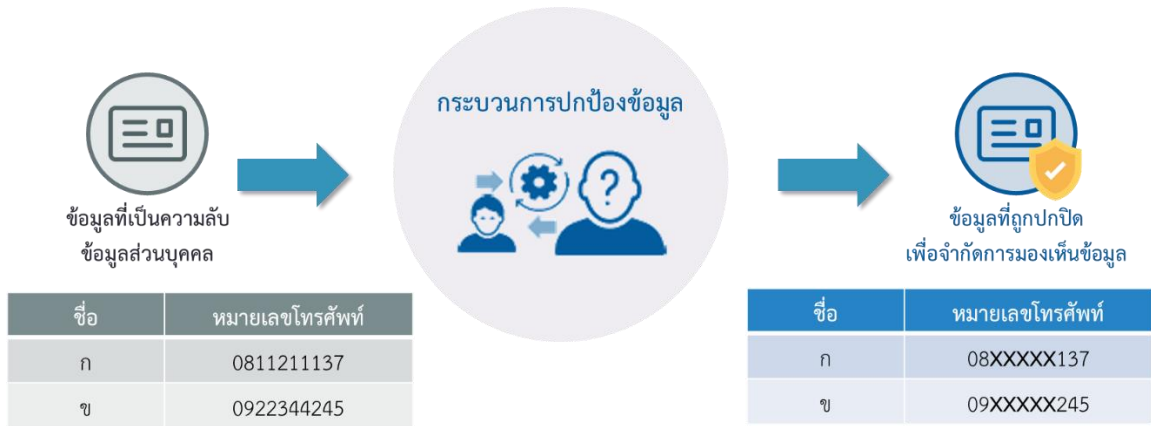 กระบวนการปกป้องข้อมูล
?
ข้อมูลที่เป็นความลับ
ข้อมูลส่วนบุคคล
ข้อมูลที่ถูกปกปิด
เพื่อจำกัดการมองเห็นข้อมูล
ชื่อ หมายเลขโทรศัพท์
ก 0811211137
ข 0922344245
ชื่อ หมายเลขโทรศัพท์
ก 08XXXXX137
ข 09XXXXX245